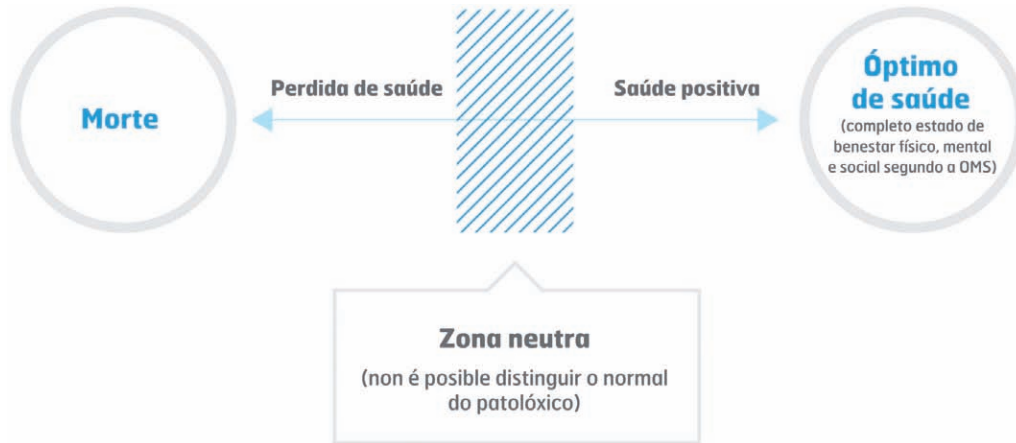 Morte
Perdida de saúde
Saúde positiva
Óptimo
de saúde
(completo estado de
benestar físico, mental
e social segundo a OMS)
Zona neutra
(non é posible distinguir o normal
do patolóxico)